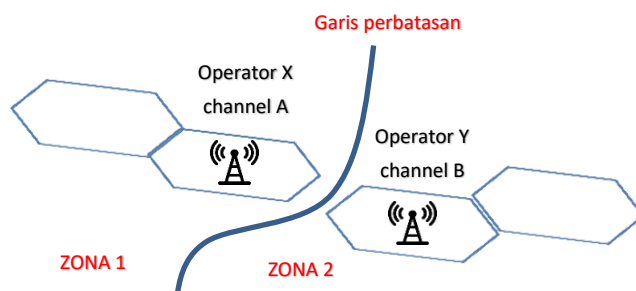 Garis perbatasan
Operator X
channel A
Operator Y
channel B
ZONA 1
ZONA 2